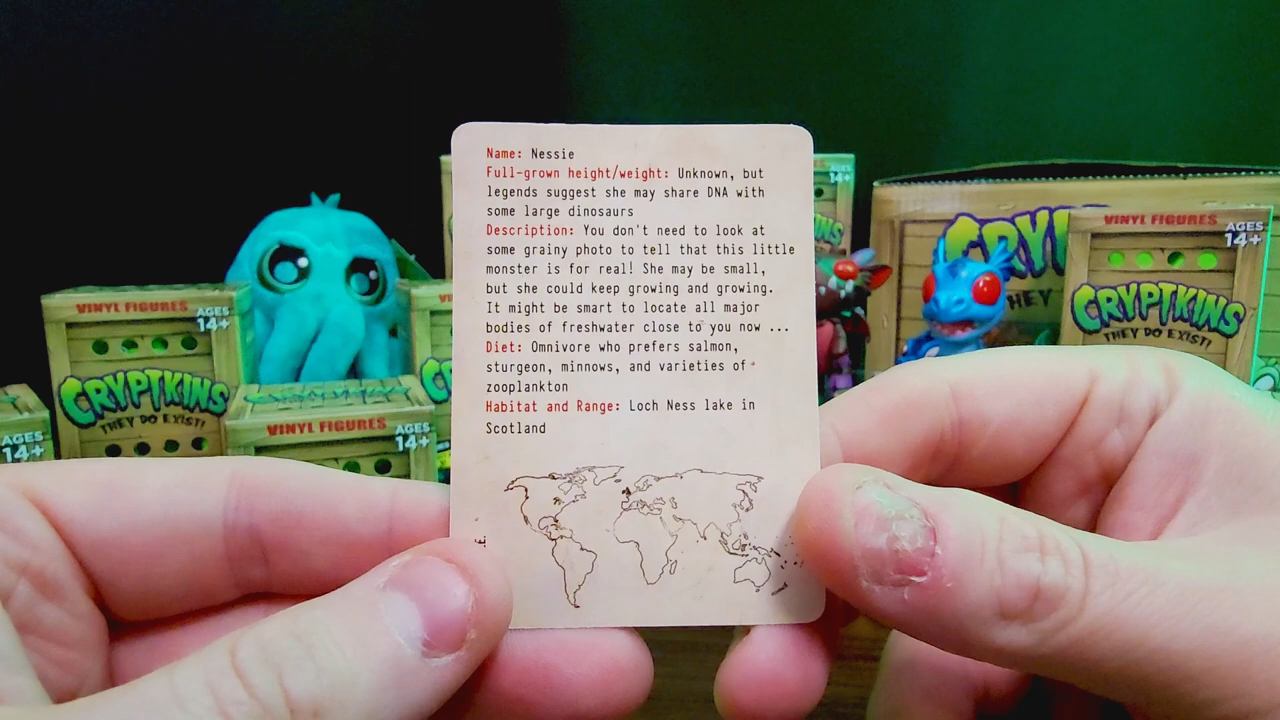 Name: Nessie
Full-grown height/weight: Unknown, but
legends suggest she may share DNA with
some large dinosaurs
Description: You don't need to look at
some grainy photo to tell that this little
monster is for real! She may be small,
but she could keep growing and growing.
It might be smart to locate all major
bodies of freshwater close to you now ...
Diet: Omnivore who prefers salmon,
sturgeon, minnows, and varieties of
zooplankton
Habitat and Range: Loch Ness lake in
Scotland
VINYL FIGURES
AGES
14+
CRYPTKINS
THEY DO EXIST!
AGES
14+
VINYL FIGURES
AGES
14+
14+
VINYL FIGURES
AGES
14+
CRYPTKINS
THEY DO EXIST!